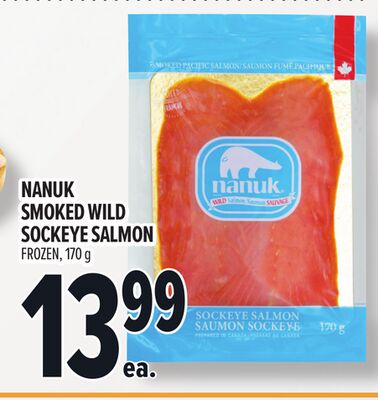 SMOKED PACIFIC SALMON/SAUMON FUMÉ PACIFIQUE
nanuk
WILD Salmon, Saumon SAUVAGE
NANUK
SMOKED WILD
SOCKEYE SALMON
FROZEN, 170 g
13 99
ea.
SOCKEYE SALMON
SAUMON SOCKEYE 170 g
PREPARED IN CANADA • PRÉPARÉ AU CANADA